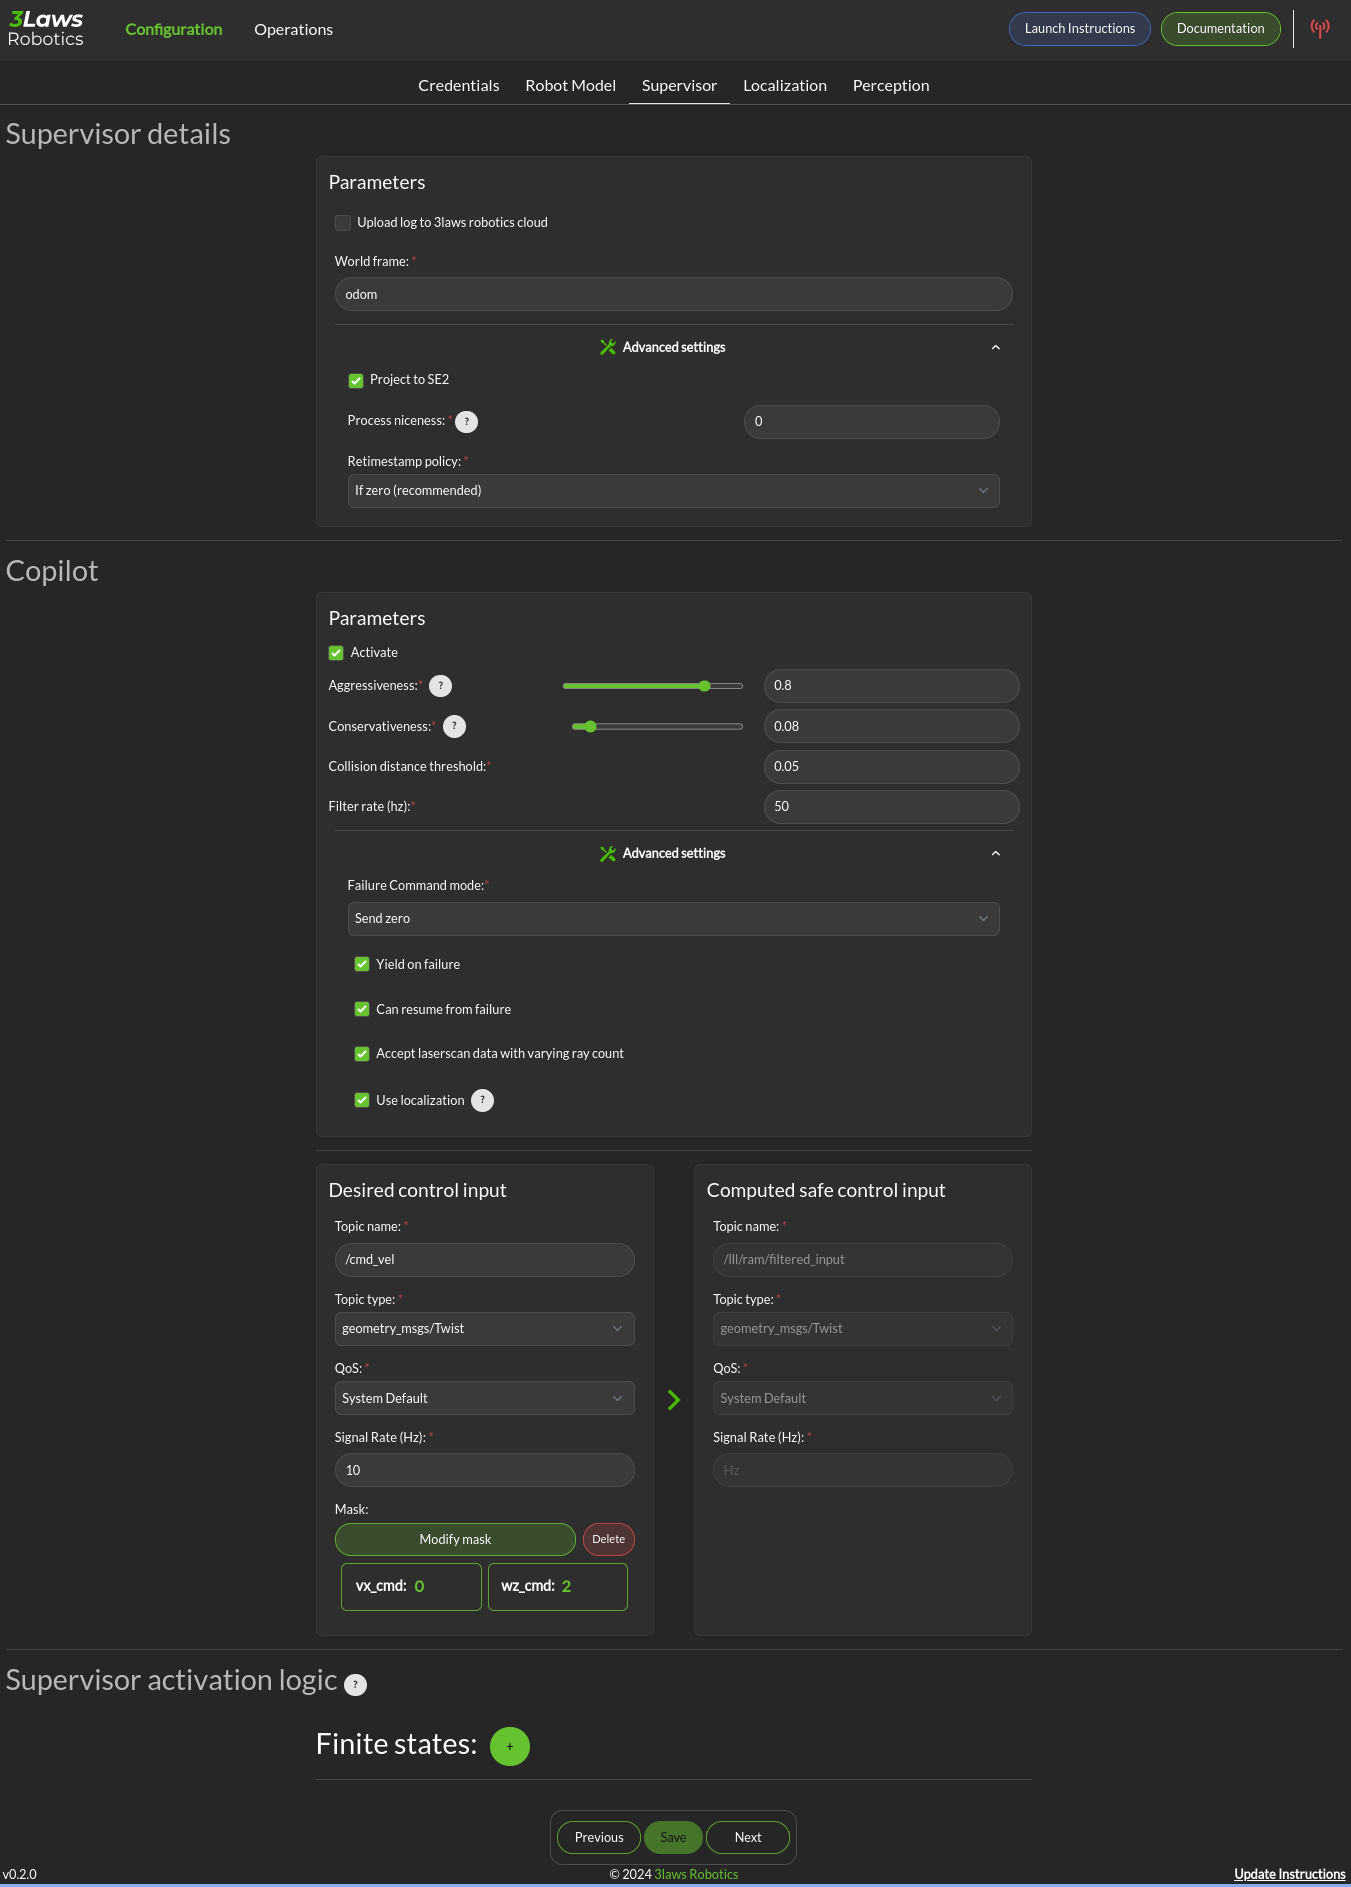 3Laws
Robotics
Configuration
Operations
Launch Instructions
Documentation
Credentials
Robot Model
Supervisor
Localization
Perception
Supervisor details
Parameters
Upload log to 3laws robotics cloud
World frame: *
odom
Advanced settings
Project to SE2
Process niceness: * ?
0
Retimestamp policy: *
If zero (recommended)
Copilot
Parameters
Activate
Aggressiveness:* ?
0.8
Conservativeness:* ?
0.08
Collision distance threshold:*
0.05
Filter rate (hz):*
50
Advanced settings
Failure Command mode:*
Send zero
Yield on failure
Can resume from failure
Accept laserscan data with varying ray count
Use localization ?
Desired control input
Topic name: *
/cmd_vel
Topic type: *
geometry_msgs/Twist
QoS: *
System Default
Signal Rate (Hz): *
10
Mask:
Modify mask
Delete
vx_cmd: 0
wz_cmd: 2
Computed safe control input
Topic name: *
/lll/ram/filtered_input
Topic type: *
geometry_msgs/Twist
QoS: *
System Default
Signal Rate (Hz): *
Hz
Supervisor activation logic ?
Finite states: +
Previous
Save
Next
v0.2.0
© 2024 3laws Robotics
Update Instructions